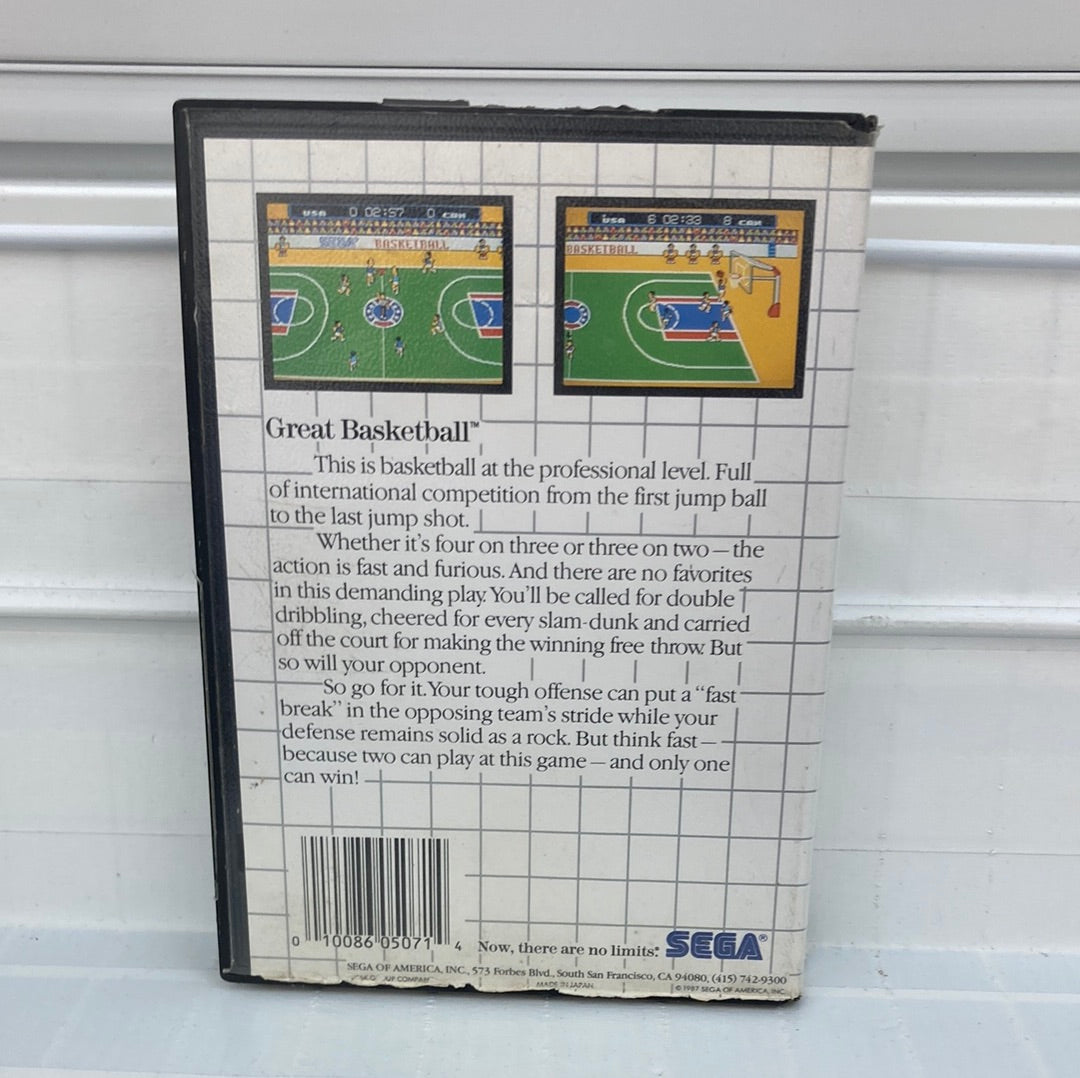 USA 0 02:57 0 CAN
BASKETBALL
USA 6 02:33 8 CAN
BASKETBALL
Great Basketball™
This is basketball at the professional level. Full
of international competition from the first jump ball
to the last jump shot.
Whether it's four on three or three on two—the
action is fast and furious. And there are no favorites
in this demanding play. You'll be called for double
dribbling, cheered for every slam-dunk and carried
off the court for making the winning free throw. But
so will your opponent.
So go for it. Your tough offense can put a "fast
break" in the opposing team's stride while your
defense remains solid as a rock. But think fast—
because two can play at this game—and only one
can win!
0 10086 05071 4
Now, there are no limits: SEGA®
SEGA OF AMERICA, INC., 573 Forbes Blvd., South San Francisco, CA 94080, (415) 742-9300
MADE IN JAPAN
© 1987 SEGA OF AMERICA, INC.